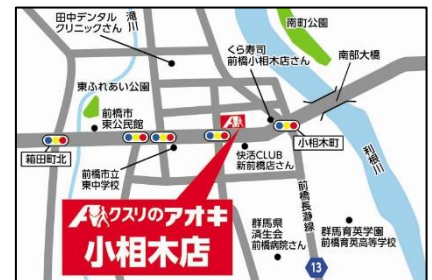 田中デンタル
クリニックさん
滝川
南町公園
くら寿司
前橋小相木店さん
南部大橋
東ふれあい公園
前橋市
東公民館
箱田町北
小相木町
利根川
前橋市立
東中学校
快活CLUB
新前橋店さん
前橋長瀞線
クスリのアオキ
小相木店
群馬県
済生会
前橋病院さん
群馬育英学園
前橋育英高等学校
13